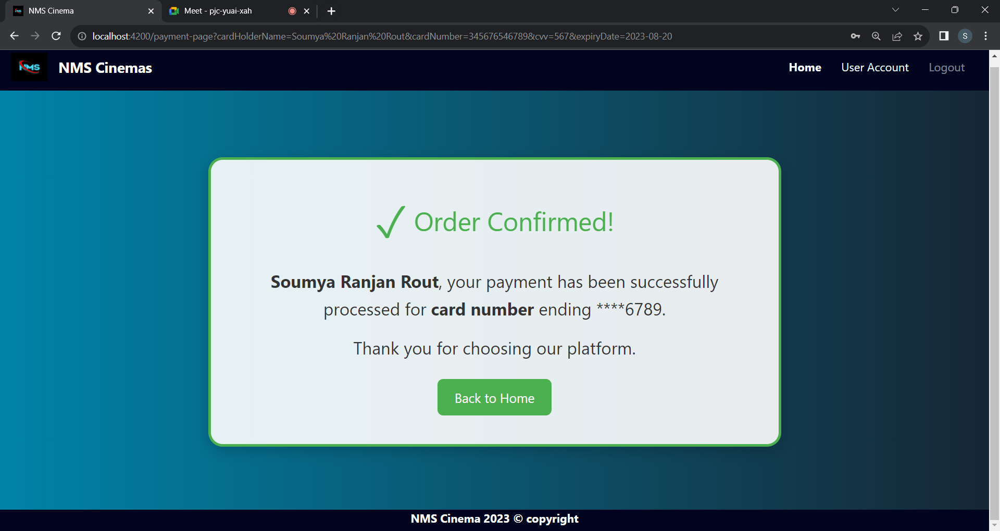 NMS Cinema
Meet - pjc-yuai-xah
localhost:4200/payment-page?cardHolderName=Soumya%20Ranjan%20Rout&cardNumber=345676546789&cvv=567&expiryDate=2023-08-20
S
NMS
NMS Cinemas
Home
User Account
Logout
✓ Order Confirmed!
Soumya Ranjan Rout, your payment has been successfully
processed for card number ending ****6789.
Thank you for choosing our platform.
Back to Home
NMS Cinema 2023 © copyright